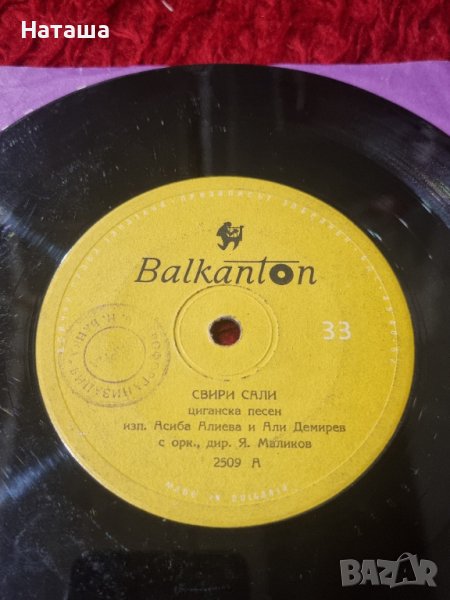 Наташа
Balkanton
33
СВИРИ САЛИ
циганска песен
изп. Асиба Алиева и Али Демирев
с орк., дир. Я. Маликов
2509 А
MADE IN BULGARIA
BAZAR